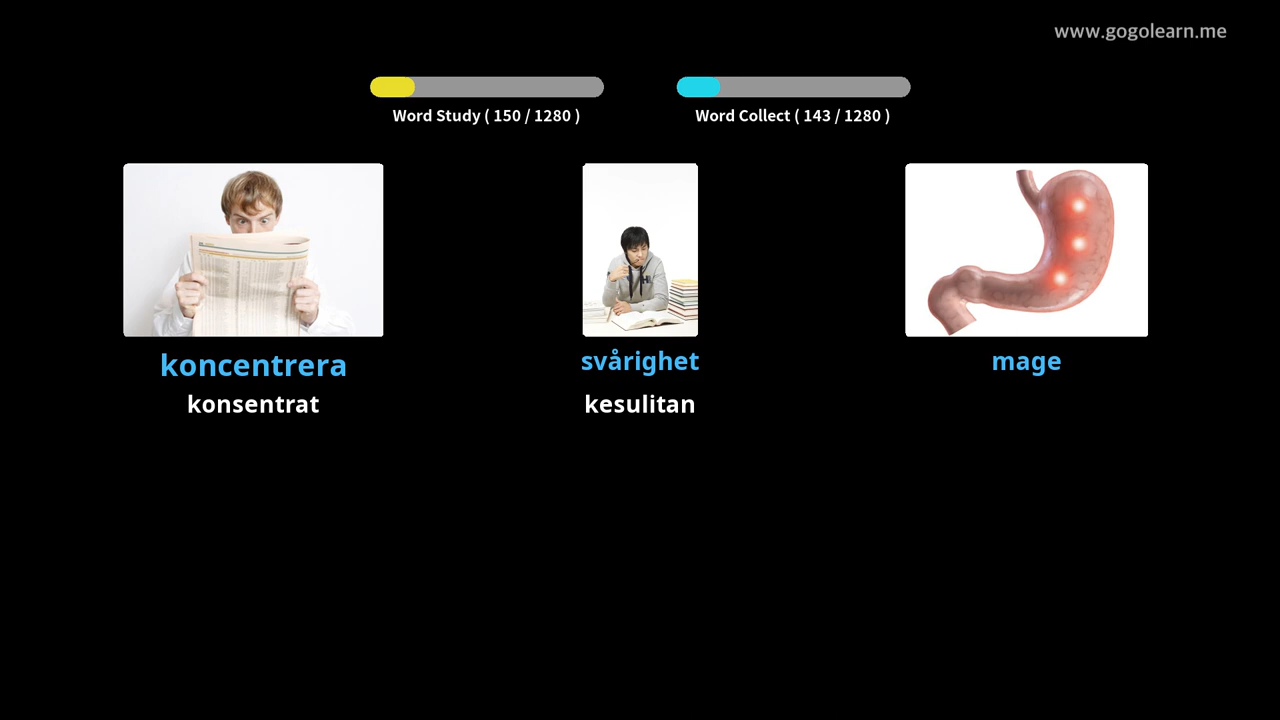 www.gogolearn.me
Word Study ( 150 / 1280 )
Word Collect ( 143 / 1280 )
koncentrera
svårighet
mage
konsentrat
kesulitan